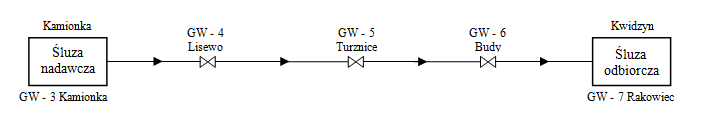 Kamionka
Śluza
nadawcza
GW - 3 Kamionka
GW - 4
Lisewo
GW - 5
Turznice
GW - 6
Budy
Kwidzyn
Śluza
odbiorcza
GW - 7 Rakowiec